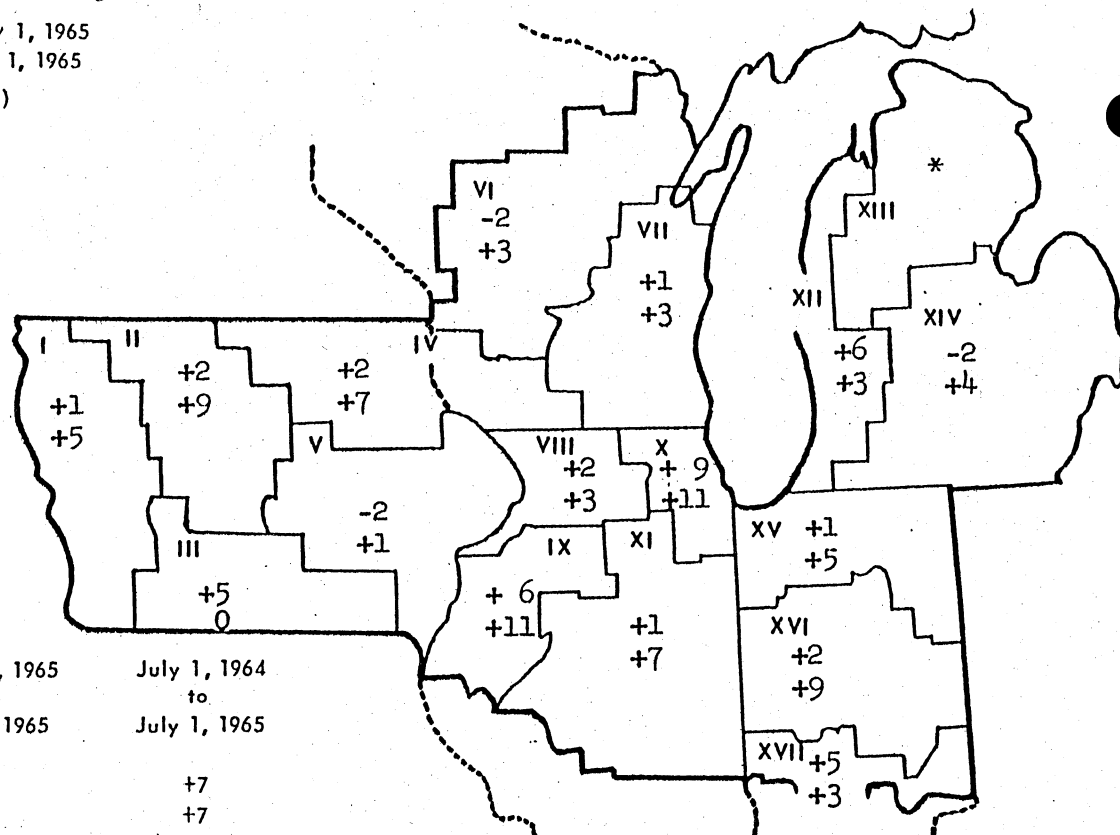 y 1, 1965
1, 1965
)
*
VI
-2
+3
XIII
VII
+1
+3
XII
XIV
+6
+3
-2
+4
I
+1
+5
II
+2
+9
IV
+2
+7
V
-2
+1
VIII
+2
+3
X
+ 9
+11
III
+5
0
IX
+ 6
+11
XI
+1
+7
XV
+1
+5
XVI
+2
+9
XVII
+5
+3
, 1965 July 1, 1964
to
1965 July 1, 1965
+7
+7